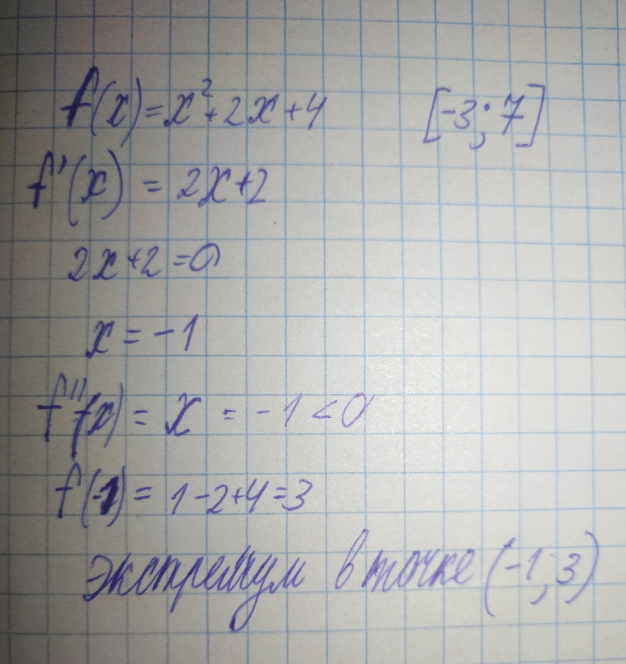 f(x)=x²+2x+4 [-3; 7]
f'(x) = 2x+2
2x+2=0
x = -1
f''(x) = x = -1 < 0
f(-1) = 1-2+4=3
экстремум в точке (-1; 3)